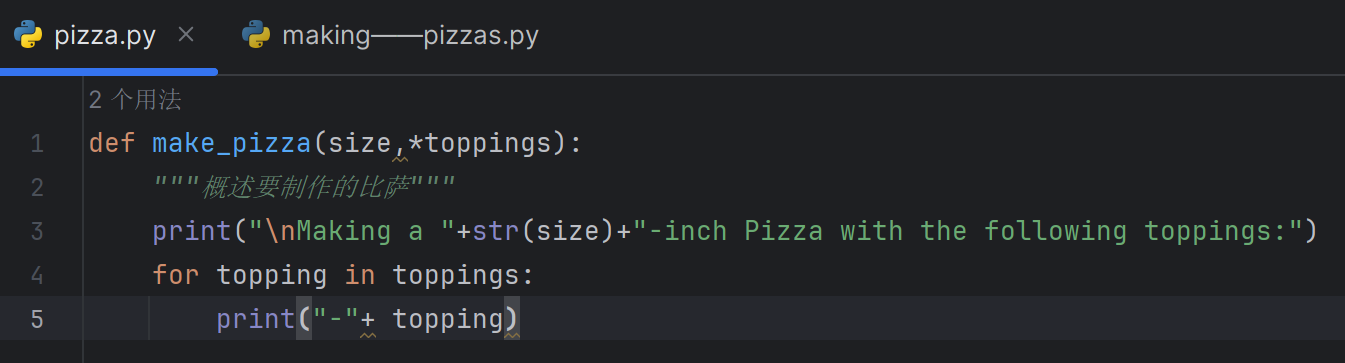 pizza.py × making——pizzas.py
2 个用法
1 def make_pizza(size,*toppings):
2 """概述要制作的比萨"""
3 print("\nMaking a "+str(size)+"-inch Pizza with the following toppings:")
4 for topping in toppings:
5 print("-"+ topping)